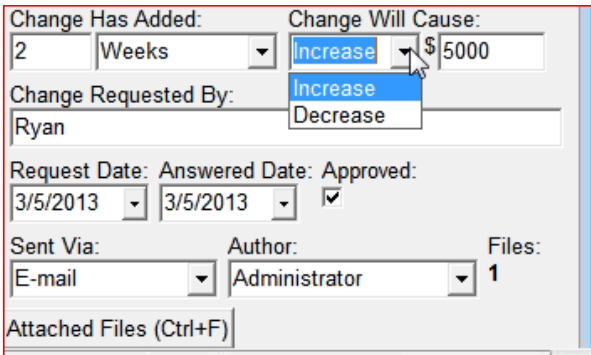 Change Has Added: Change Will Cause:
2 Weeks Increase $ 5000
Increase
Change Requested By:
Decrease
Ryan
Request Date: Answered Date: Approved:
3/5/2013 3/5/2013
Sent Via: Author: Files:
E-mail Administrator 1
Attached Files (Ctrl+F)